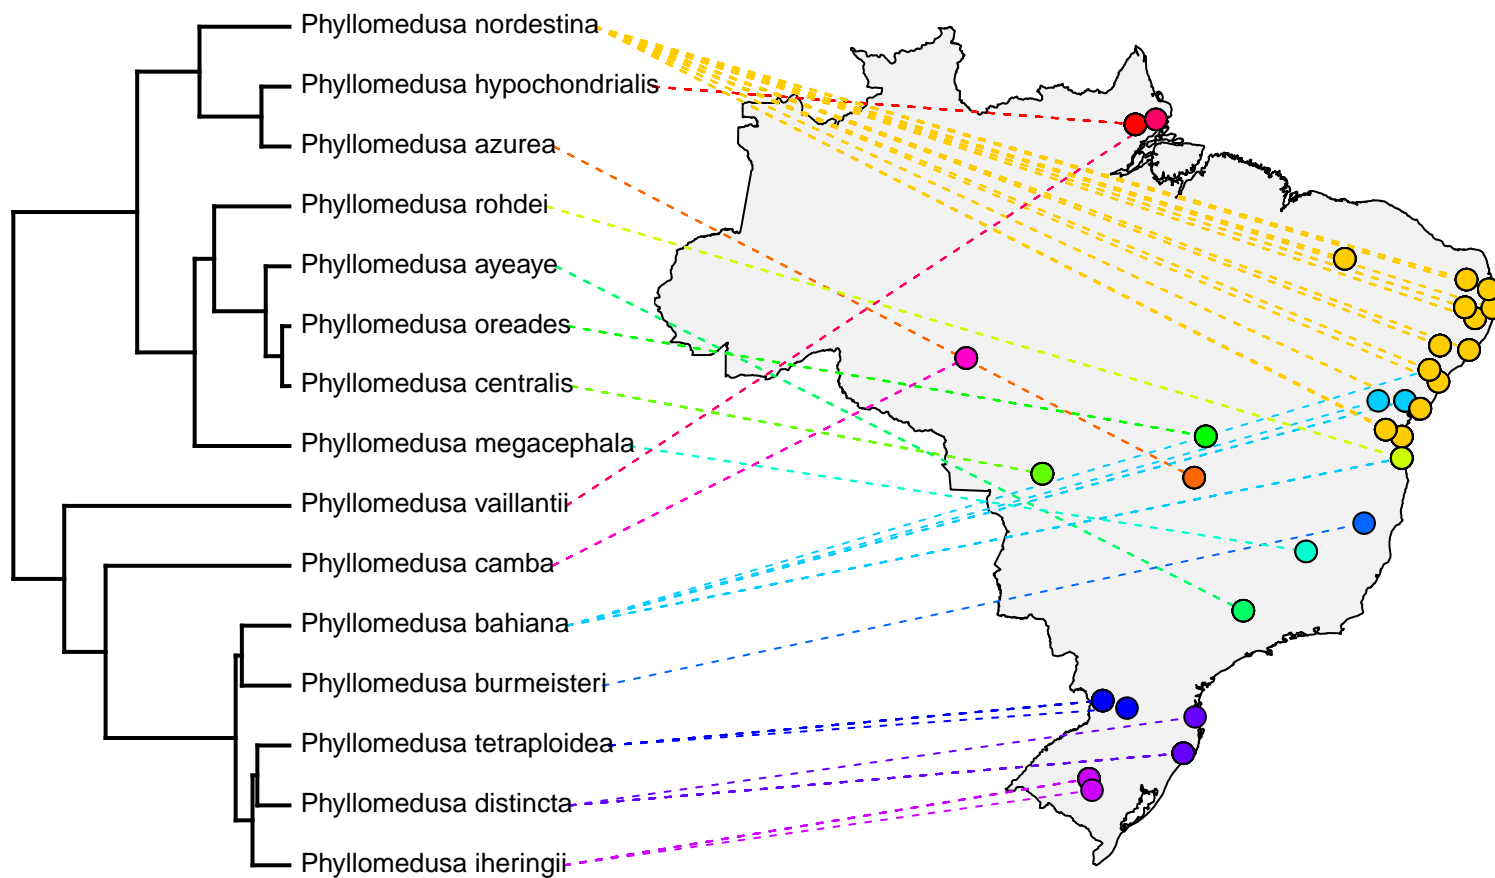 Phyllomedusa nordestina
Phyllomedusa hypochondrialis
Phyllomedusa azurea
Phyllomedusa rohdei
Phyllomedusa ayeaye
Phyllomedusa oreades
Phyllomedusa centralis
Phyllomedusa megacephala
Phyllomedusa vaillantii
Phyllomedusa camba
Phyllomedusa bahiana
Phyllomedusa burmeisteri
Phyllomedusa tetraploidea
Phyllomedusa distincta
Phyllomedusa iheringii